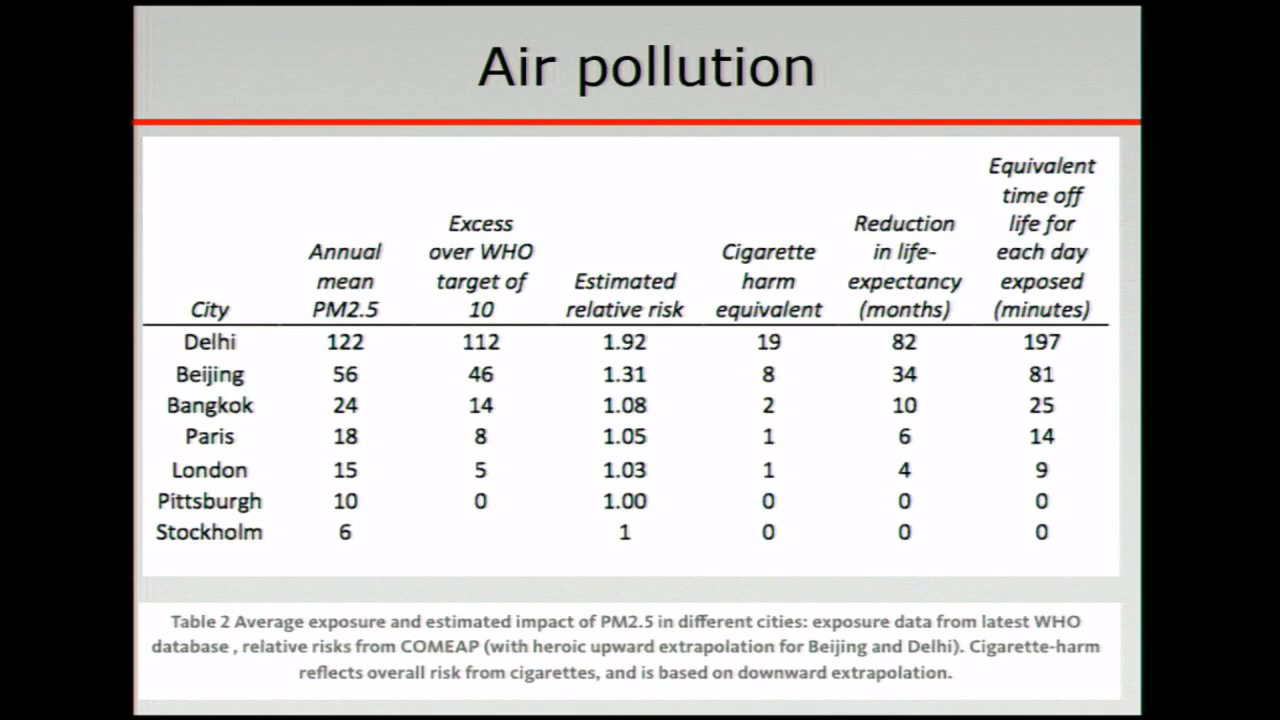 Air pollution
Equivalent
time off
Excess
Reduction
life for
Annual
over WHO
Cigarette
in life-
each day
mean
target of
Estimated
harm
expectancy
exposed
City
PM2.5
10
relative risk
equivalent
(months)
(minutes)
Delhi 122 112 1.92 19 82 197
Beijing 56 46 1.31 8 34 81
Bangkok 24 14 1.08 2 10 25
Paris 18 8 1.05 1 6 14
London 15 5 1.03 1 4 9
Pittsburgh 10 0 1.00 0 0 0
Stockholm 6 1 0 0 0
Table 2 Average exposure and estimated impact of PM2.5 in different cities: exposure data from latest WHO
database , relative risks from COMEAP (with heroic upward extrapolation for Beijing and Delhi). Cigarette-harm
reflects overall risk from cigarettes, and is based on downward extrapolation.